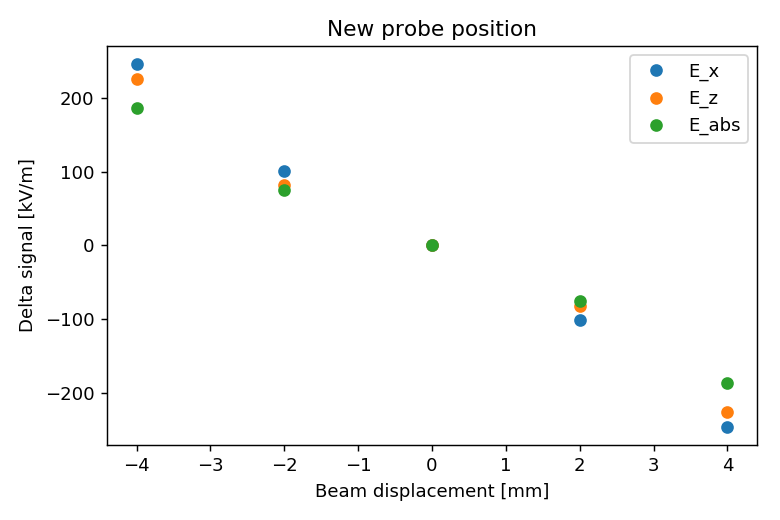 New probe position
E_x
E_z
E_abs
Delta signal [kV/m]
200
100
0
−100
−200
−4
−3
−2
−1
0
1
2
3
4
Beam displacement [mm]